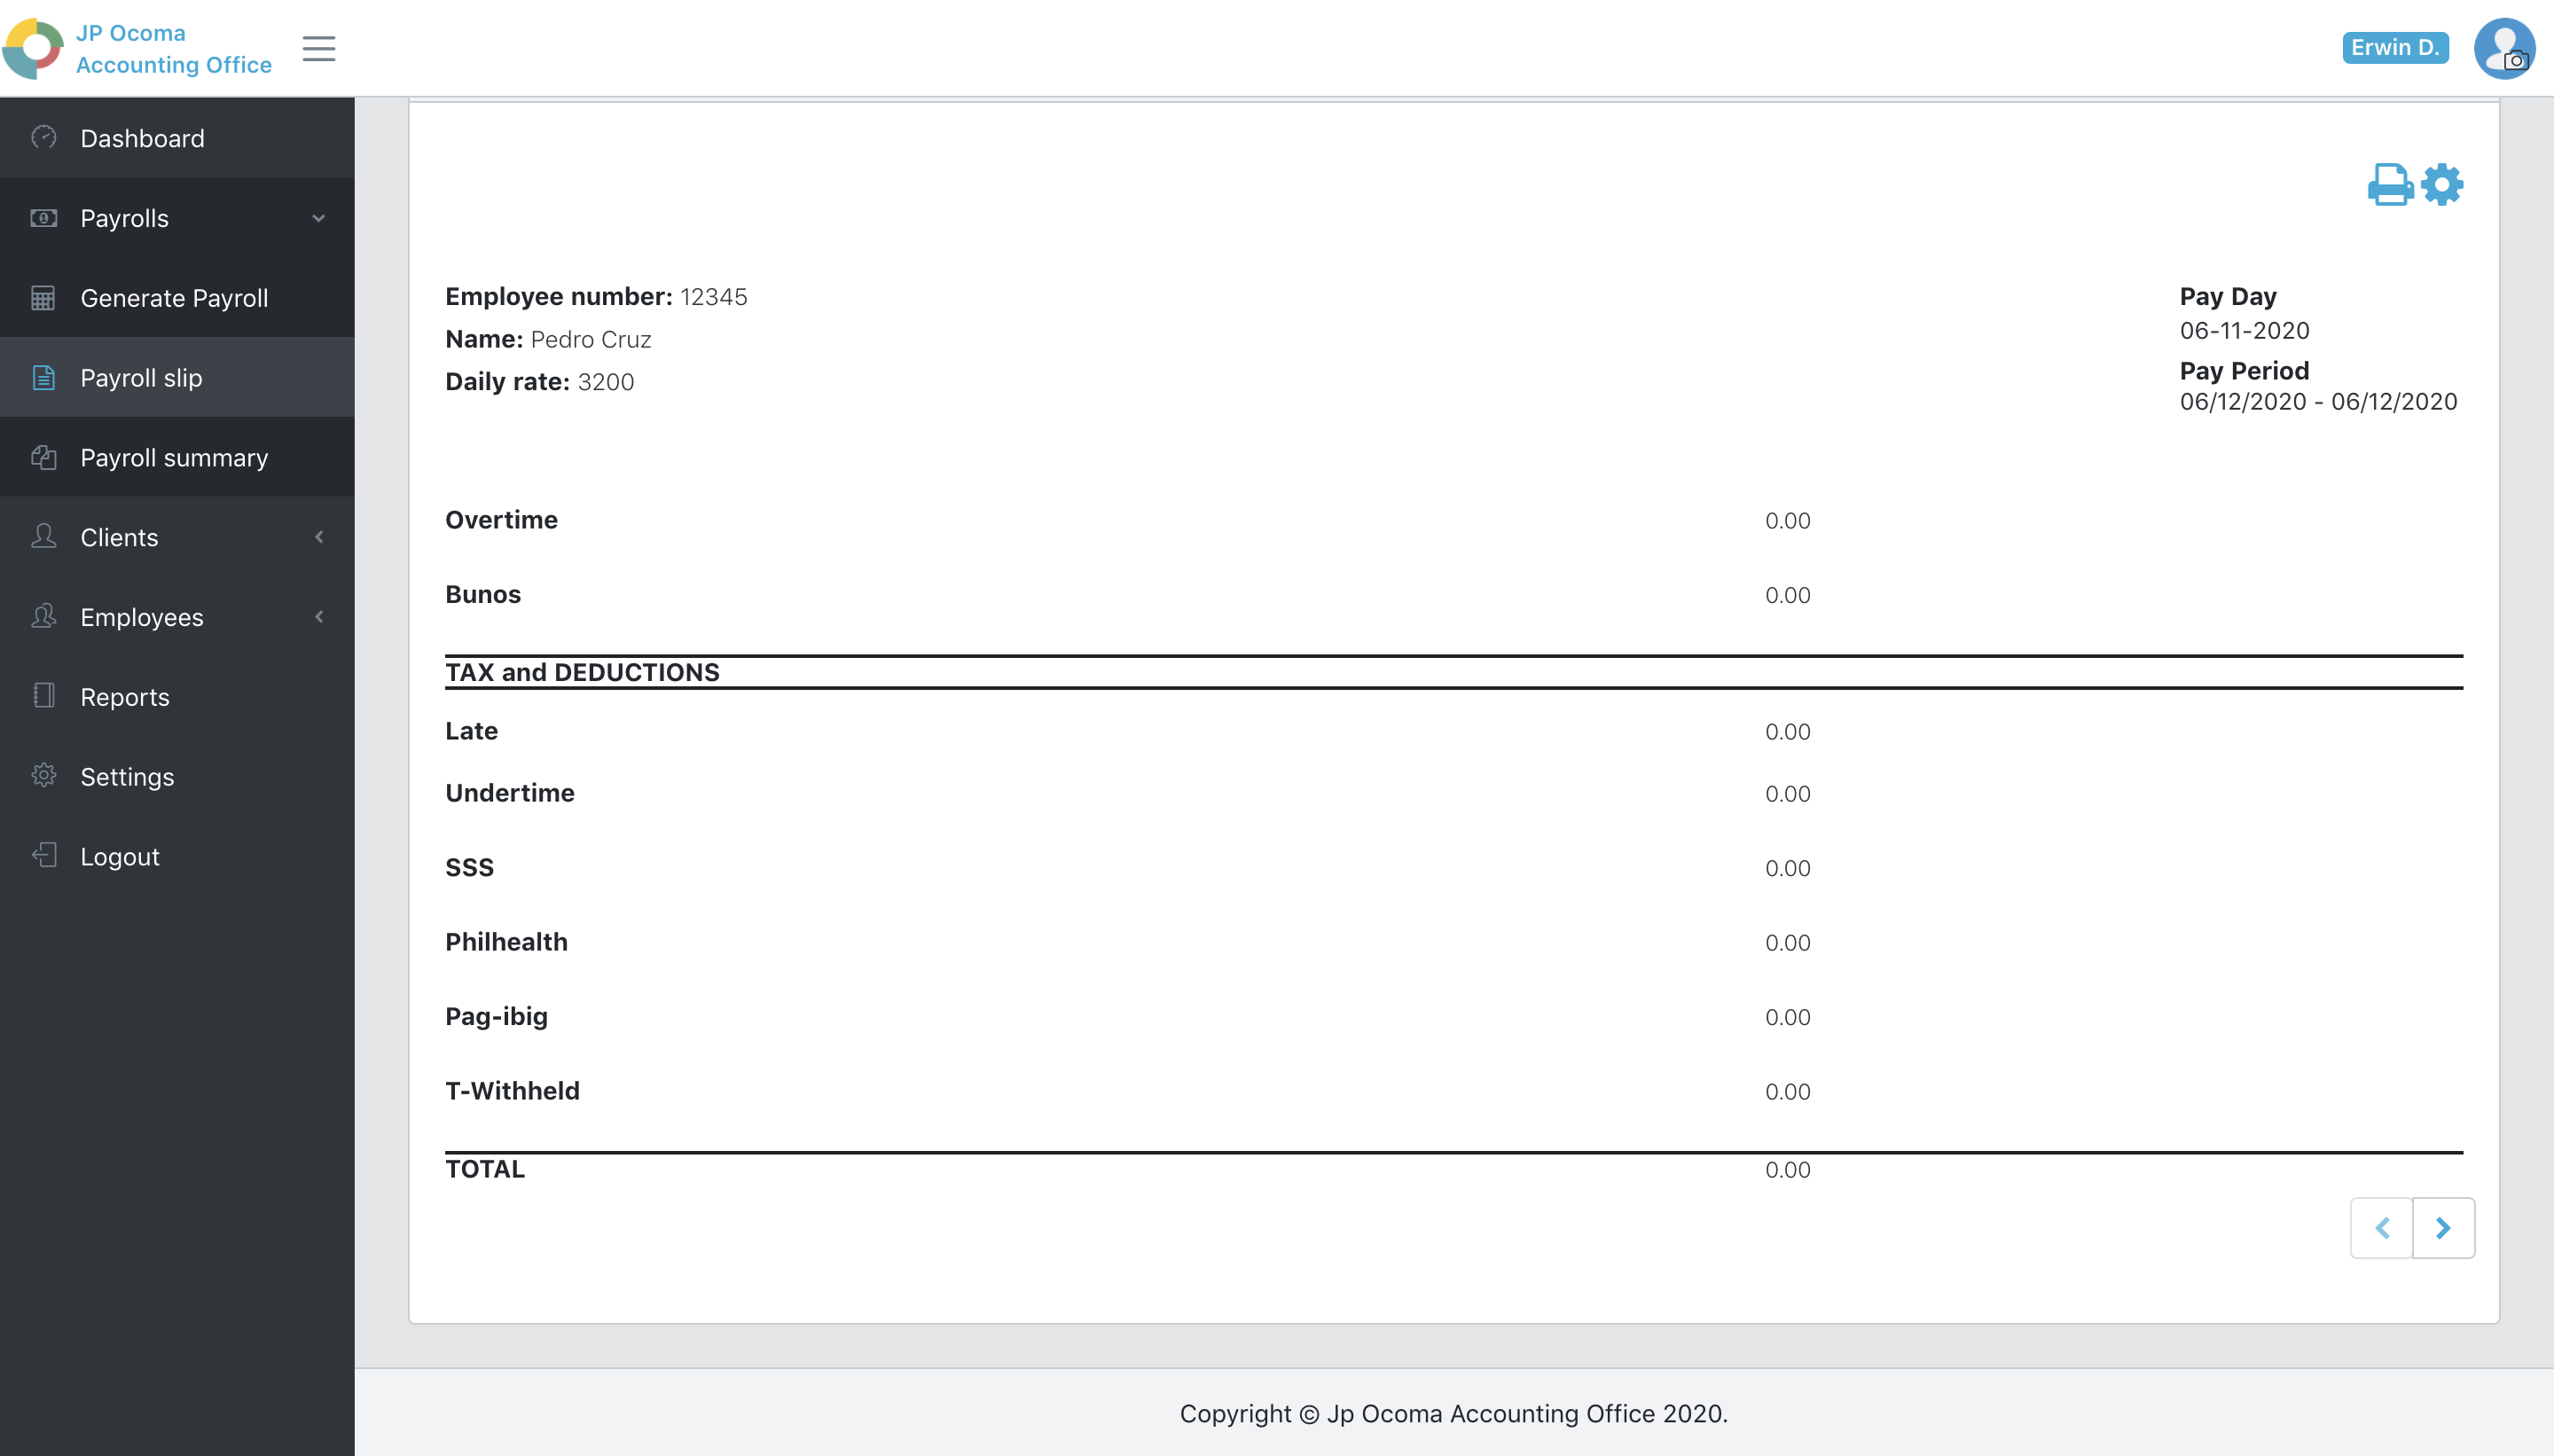 JP Ocoma
Accounting Office
Erwin D.
Dashboard
Payrolls
Generate Payroll
Payroll slip
Payroll summary
Clients
Employees
Reports
Settings
Logout
Employee number: 12345
Name: Pedro Cruz
Daily rate: 3200
Pay Day
06-11-2020
Pay Period
06/12/2020 - 06/12/2020
Overtime 0.00
Bunos 0.00
TAX and DEDUCTIONS
Late 0.00
Undertime 0.00
SSS 0.00
Philhealth 0.00
Pag-ibig 0.00
T-Withheld 0.00
TOTAL 0.00
Copyright © Jp Ocoma Accounting Office 2020.